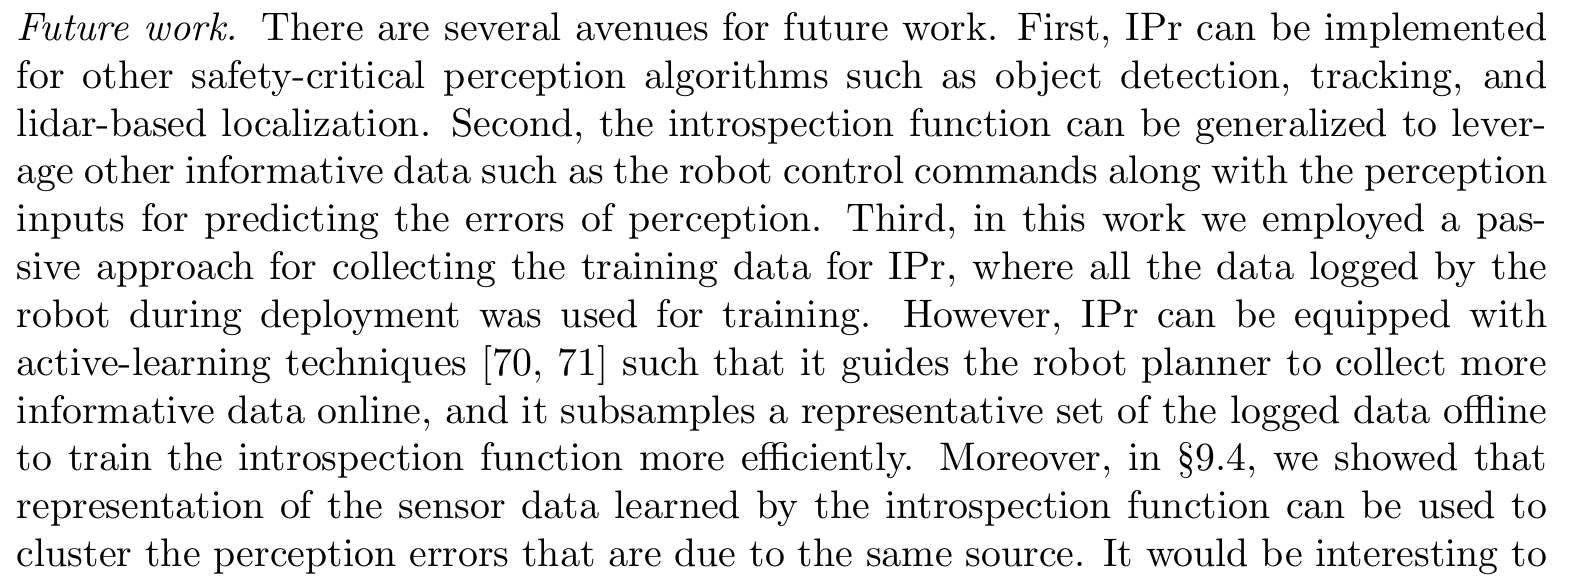 Future work. There are several avenues for future work. First, IPr can be implemented
for other safety-critical perception algorithms such as object detection, tracking, and
lidar-based localization. Second, the introspection function can be generalized to lever-
age other informative data such as the robot control commands along with the perception
inputs for predicting the errors of perception. Third, in this work we employed a pas-
sive approach for collecting the training data for IPr, where all the data logged by the
robot during deployment was used for training. However, IPr can be equipped with
active-learning techniques [70, 71] such that it guides the robot planner to collect more
informative data online, and it subsamples a representative set of the logged data offline
to train the introspection function more efficiently. Moreover, in §9.4, we showed that
representation of the sensor data learned by the introspection function can be used to
cluster the perception errors that are due to the same source. It would be interesting to